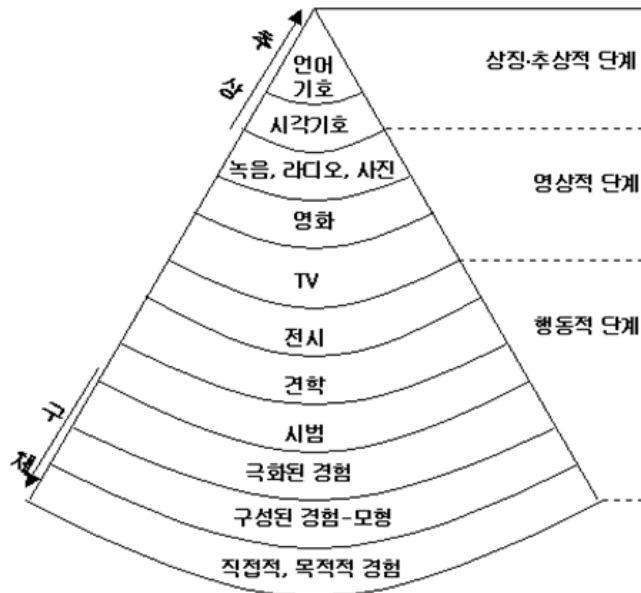 추
상
언어
기호
상징·추상적 단계
시각기호
녹음, 라디오, 사진
영상적 단계
영화
TV
전시
행동적 단계
견학
구
체
시범
극화된 경험
구성된 경험-모형
직접적, 목적적 경험